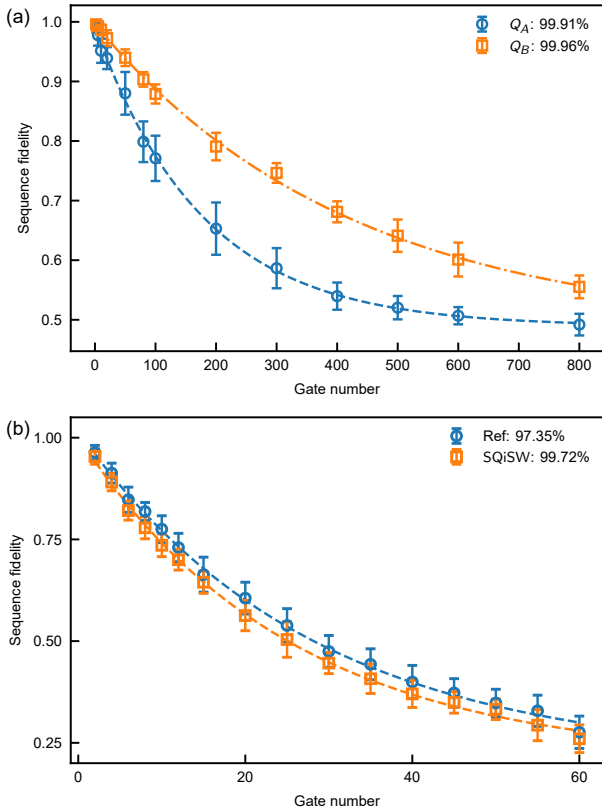 (a)
1.0
0.9
0.8
0.7
0.6
0.5
Sequence fidelity
Q_A: 99.91%
Q_B: 99.96%
0 100 200 300 400 500 600 700 800
Gate number
(b)
1.00
0.75
0.50
0.25
Sequence fidelity
Ref: 97.35%
SQiSW: 99.72%
0 20 40 60
Gate number